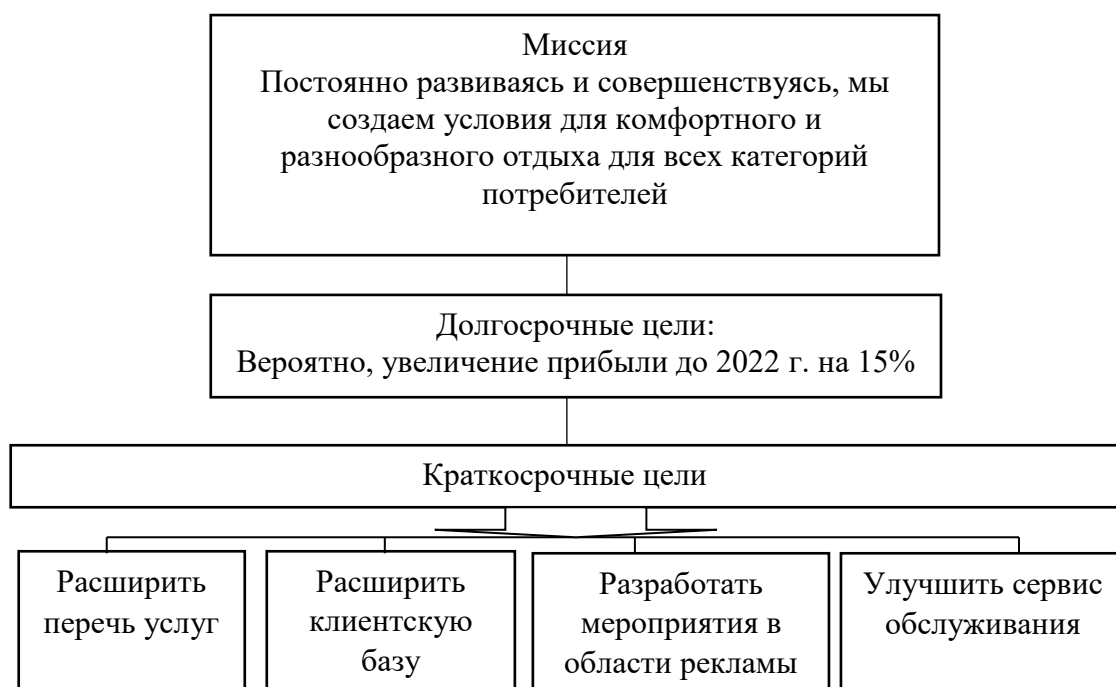 Миссия
Постоянно развиваясь и совершенствуясь, мы
создаем условия для комфортного и
разнообразного отдыха для всех категорий
потребителей
Долгосрочные цели:
Вероятно, увеличение прибыли до 2022 г. на 15%
Краткосрочные цели
Расширить
перечь услуг
Расширить
клиентскую
базу
Разработать
мероприятия в
области рекламы
Улучшить сервис
обслуживания